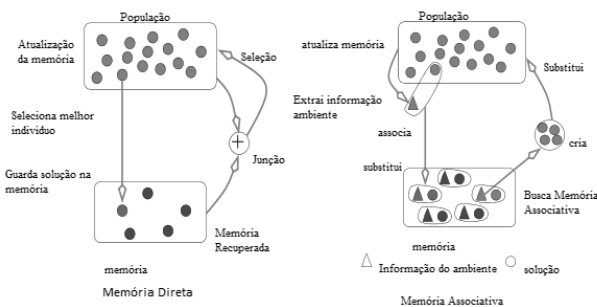 População
Atualização
da memória
Seleção
Seleciona melhor
indivíduo
+
Junção
Guarda solução na
memória
Memória
Recuperada
memória
Memória Direta
População
atualiza memória
Substitui
Extrai informação
ambiente
associa
cria
substitui
Busca Memória
Associativa
memória
Informação do ambiente
solução
Memória Associativa